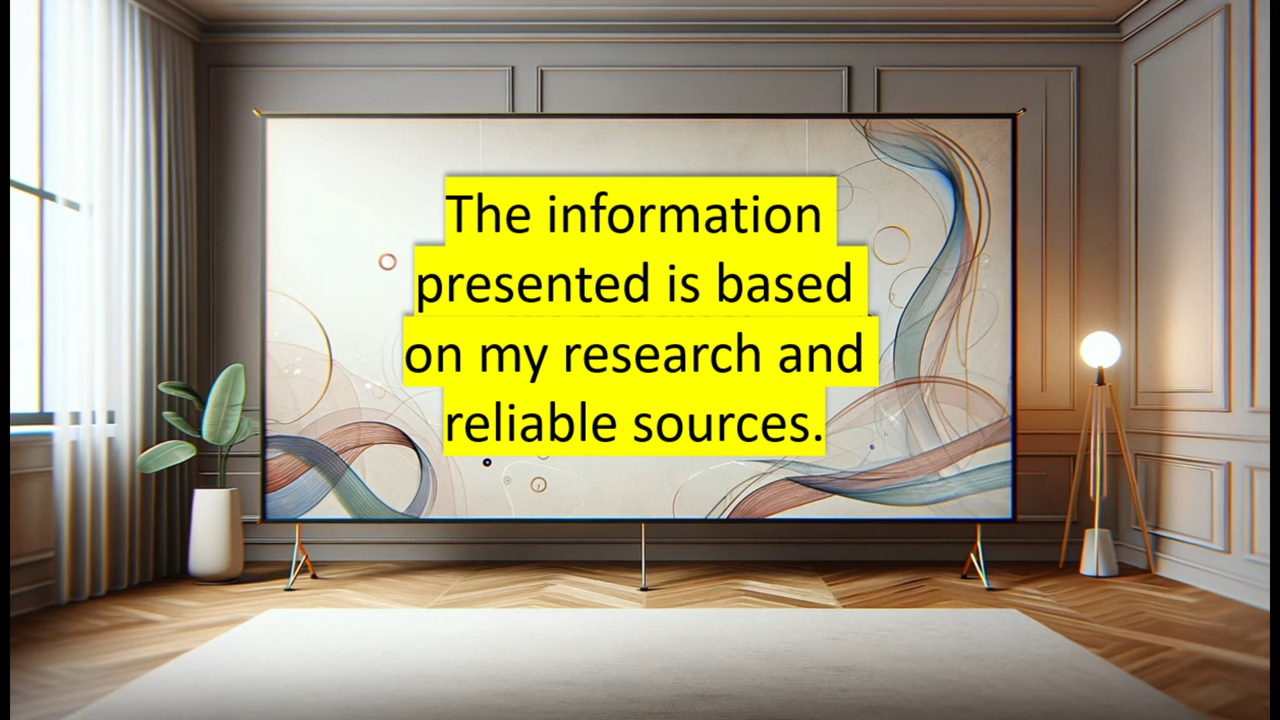 The information
presented is based
on my research and
reliable sources.